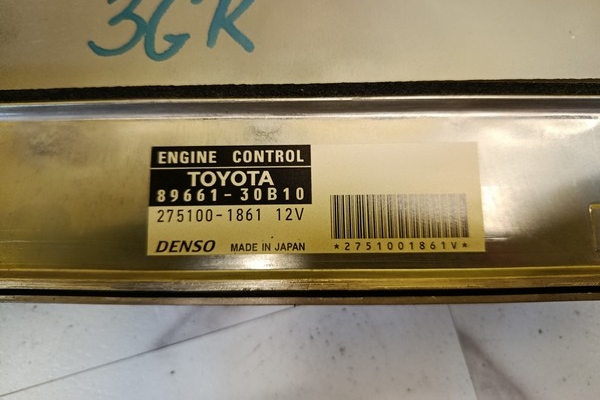 3GR
ENGINE CONTROL
TOYOTA
89661-30B10
275100-1861 12V
DENSO MADE IN JAPAN
*2751001861V*